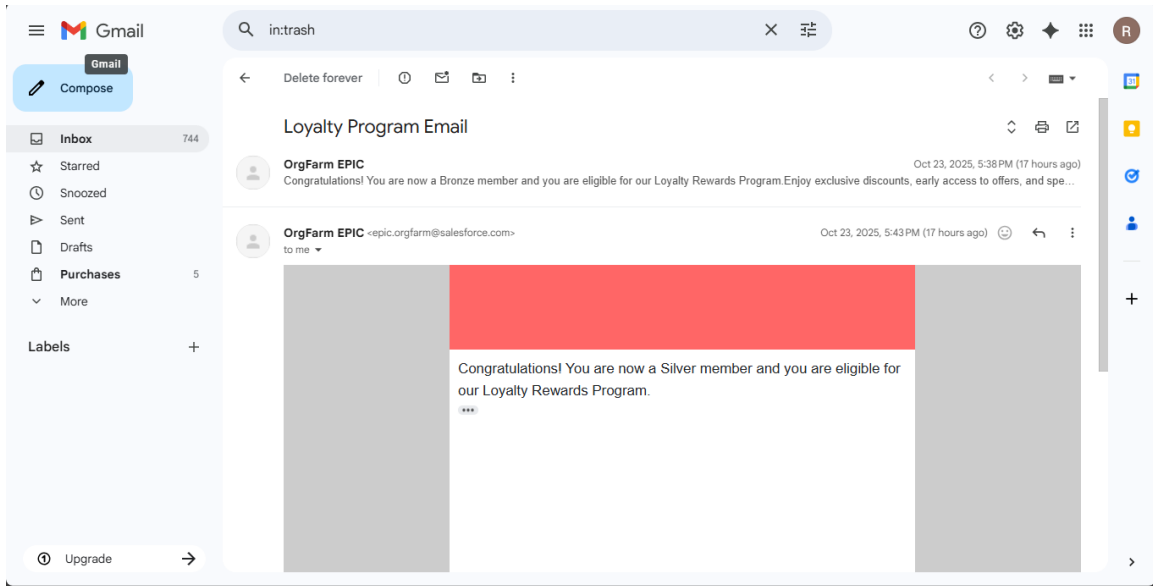 Gmail
in:trash
R
Gmail
Compose
Delete forever
31
Inbox 744
Starred
Snoozed
Sent
Drafts
Purchases 5
More
Labels
Upgrade
Loyalty Program Email
OrgFarm EPIC Oct 23, 2025, 5:38 PM (17 hours ago)
Congratulations! You are now a Bronze member and you are eligible for our Loyalty Rewards Program.Enjoy exclusive discounts, early access to offers, and spe...
OrgFarm EPIC <epic.orgfarm@salesforce.com> Oct 23, 2025, 5:43 PM (17 hours ago)
to me
Congratulations! You are now a Silver member and you are eligible for
our Loyalty Rewards Program.